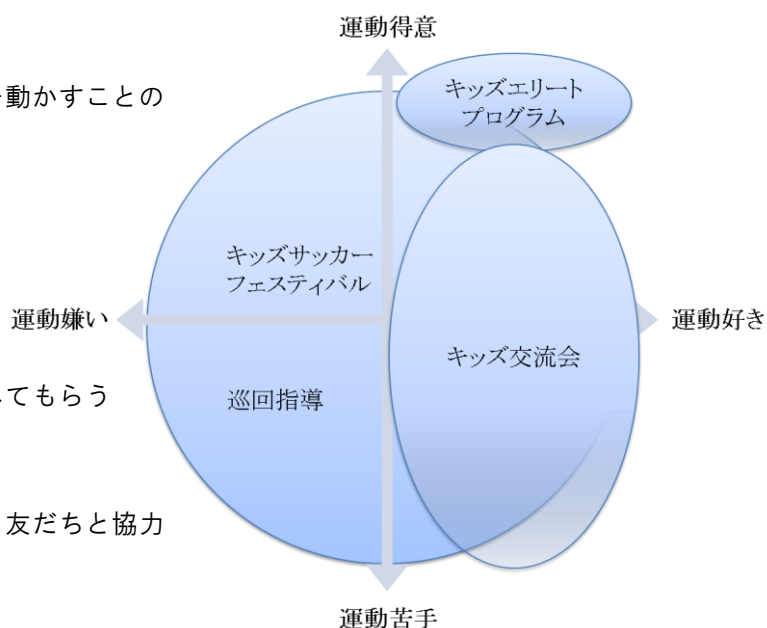 運動得意
動かすことの
キッズエリート
プログラム
キッズサッカー
フェスティバル
運動嫌い
運動好き
キッズ交流会
巡回指導
てもらう
友だちと協力
運動苦手